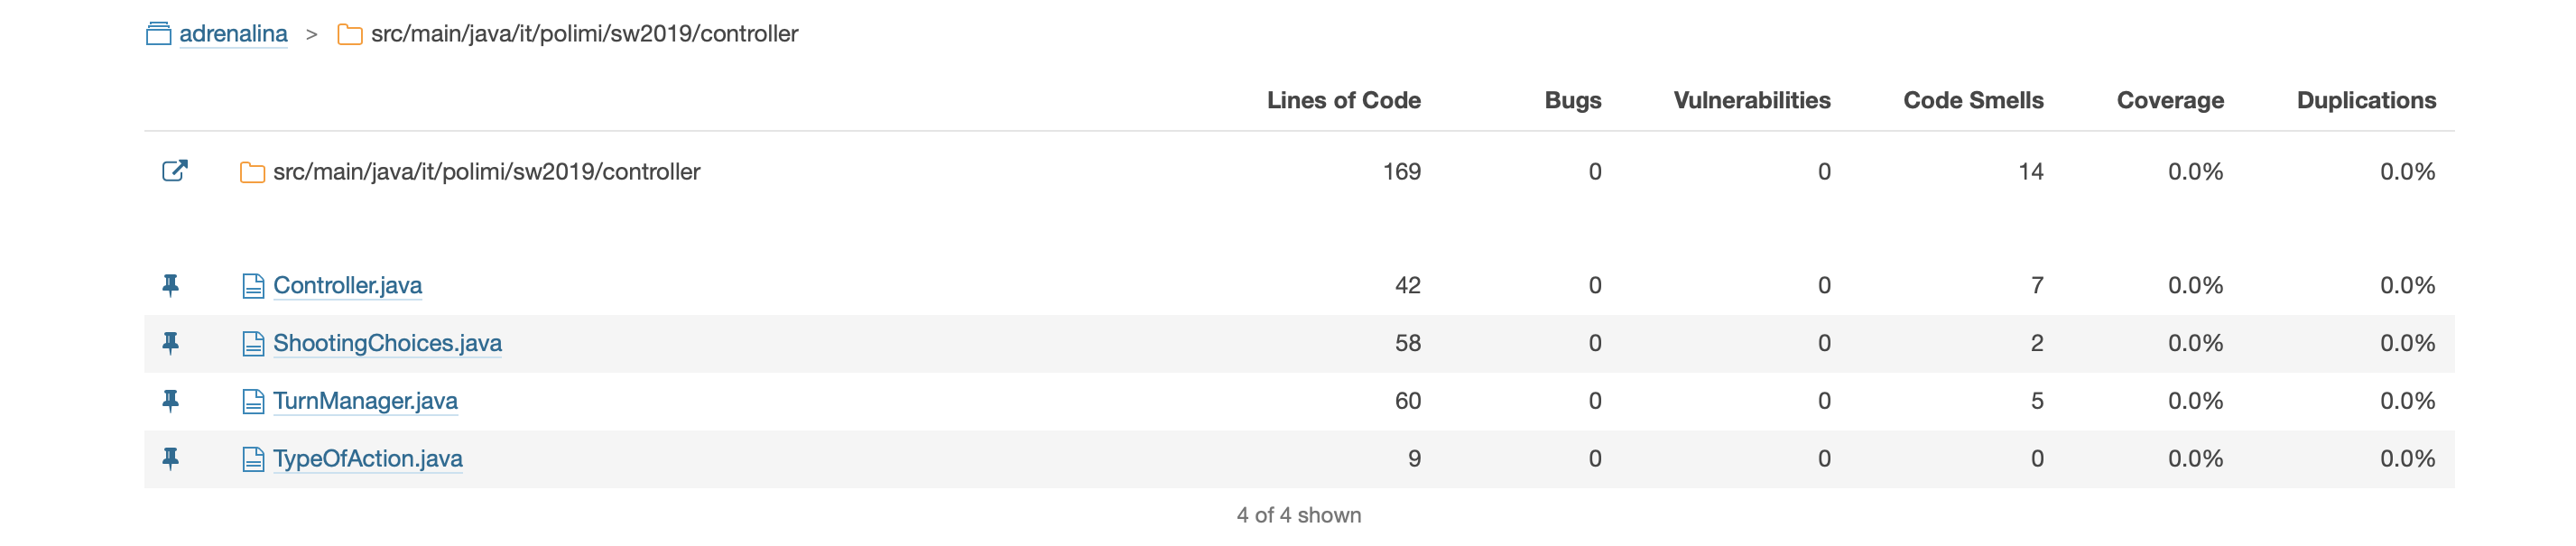 adrenalina > src/main/java/it/polimi/sw2019/controller
Lines of Code Bugs Vulnerabilities Code Smells Coverage Duplications
src/main/java/it/polimi/sw2019/controller 169 0 0 14 0.0% 0.0%
Controller.java 42 0 0 7 0.0% 0.0%
ShootingChoices.java 58 0 0 2 0.0% 0.0%
TurnManager.java 60 0 0 5 0.0% 0.0%
TypeOfAction.java 9 0 0 0 0.0% 0.0%
4 of 4 shown